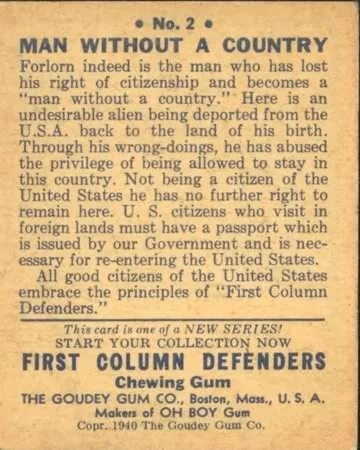 • No. 2 •
MAN WITHOUT A COUNTRY
Forlorn indeed is the man who has lost
his right of citizenship and becomes a
"man without a country." Here is an
undesirable alien being deported from the
U.S.A. back to the land of his birth.
Through his wrong-doings, he has abused
the privilege of being allowed to stay in
this country. Not being a citizen of the
United States he has no further right to
remain here. U. S. citizens who visit in
foreign lands must have a passport which
is issued by our Government and is nec-
essary for re-entering the United States.
All good citizens of the United States
embrace the principles of "First Column
Defenders."
This card is one of a NEW SERIES!
START YOUR COLLECTION NOW
FIRST COLUMN DEFENDERS
Chewing Gum
THE GOUDEY GUM CO., Boston, Mass., U. S. A.
Makers of OH BOY Gum
Copr. 1940 The Goudey Gum Co.